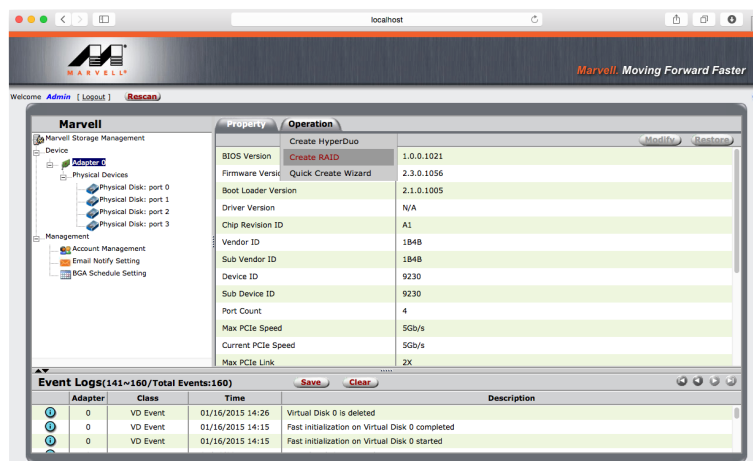 localhost
MARVELL®
Marvell. Moving Forward Faster
Welcome Admin [ Logout ] Rescan
Marvell
Marvell Storage Management
Device
Adapter 0
Physical Devices
Physical Disk: port 0
Physical Disk: port 1
Physical Disk: port 2
Physical Disk: port 3
Management
Account Management
Email Notify Setting
BGA Schedule Setting
Property Operation
Create HyperDuo
Create RAID
Quick Create Wizard
Modify Restore
BIOS Version 1.0.0.1021
Firmware Versio 2.3.0.1056
Boot Loader Version 2.1.0.1005
Driver Version N/A
Chip Revision ID A1
Vendor ID 1B4B
Sub Vendor ID 1B4B
Device ID 9230
Sub Device ID 9230
Port Count 4
Max PCIe Speed 5Gb/s
Current PCIe Speed 5Gb/s
Max PCIe Link 2X
Event Logs(141~160/Total Events:160) Save Clear
Adapter Class Time Description
0 VD Event 01/16/2015 14:26 Virtual Disk 0 is deleted
0 VD Event 01/16/2015 14:15 Fast initialization on Virtual Disk 0 completed
0 VD Event 01/16/2015 14:15 Fast initialization on Virtual Disk 0 started